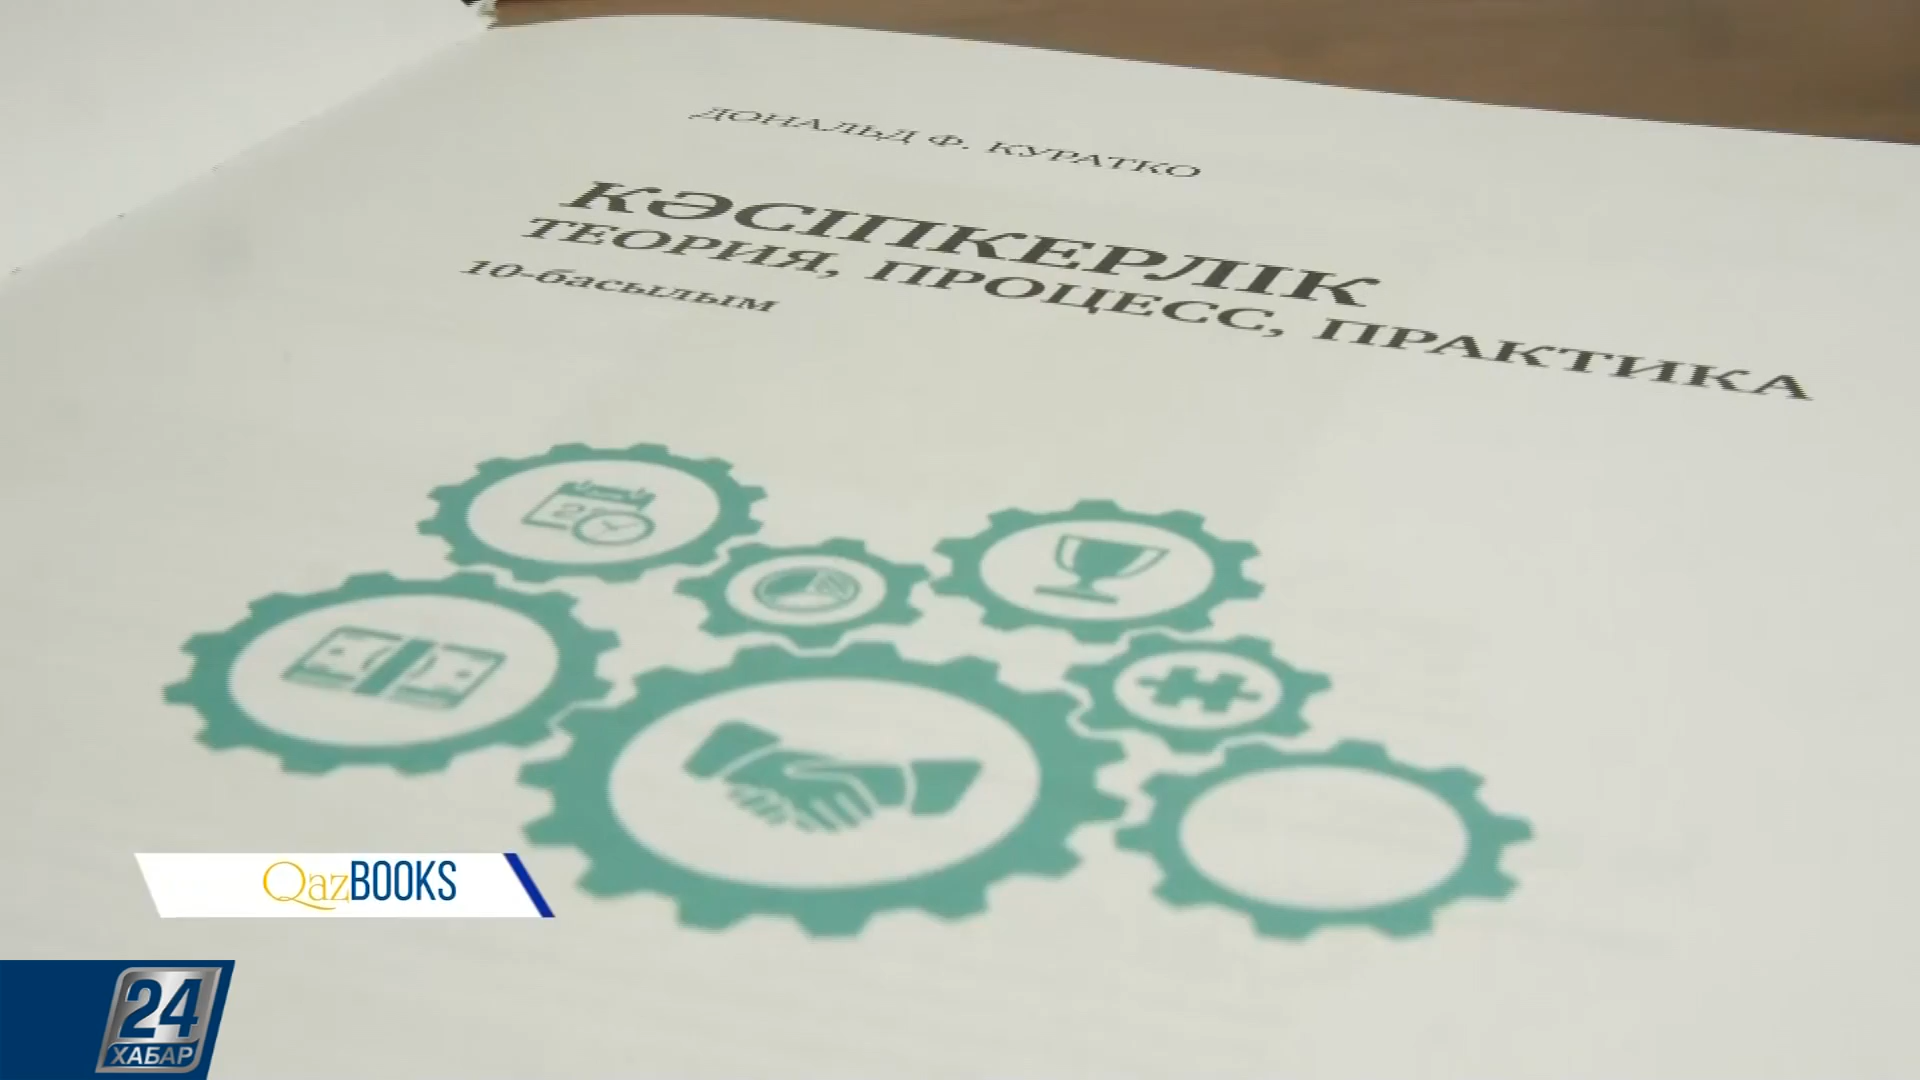 ДОНАЛЬД Ф. КУРАТКО
КӘСІПКЕРЛІК
ТЕОРИЯ, ПРОЦЕСС, ПРАКТИКА
10-басылым
QazBOOKS
24
ХАБАР